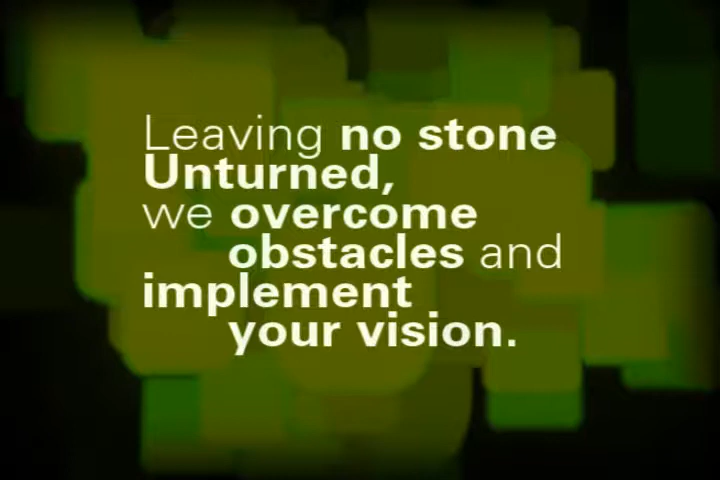 Leaving no stone
Unturned,
we overcome
obstacles and
implement
your vision.